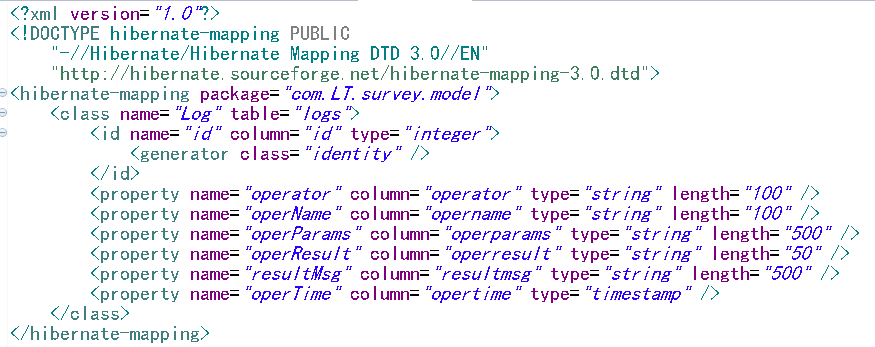 <?xml version="1.0"?>
<!DOCTYPE hibernate-mapping PUBLIC
"-//Hibernate/Hibernate Mapping DTD 3.0//EN"
"http://hibernate.sourceforge.net/hibernate-mapping-3.0.dtd">
<hibernate-mapping package="com.LT.survey.model">
<class name="Log" table="logs">
<id name="id" column="id" type="integer">
<generator class="identity" />
</id>
<property name="operator" column="operator" type="string" length="100" />
<property name="operName" column="opername" type="string" length="100" />
<property name="operParams" column="operparams" type="string" length="500" />
<property name="operResult" column="operresult" type="string" length="50" />
<property name="resultMsg" column="resultmsg" type="string" length="500" />
<property name="operTime" column="opertime" type="timestamp" />
</class>
</hibernate-mapping>